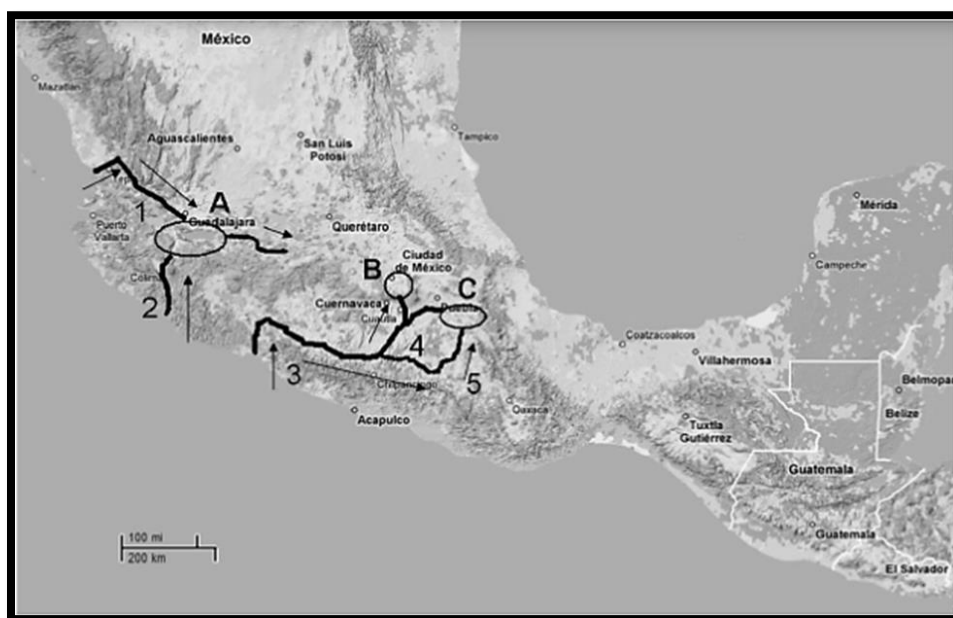 México
Mazatlán
Tampico
Aguascalientes
San Luis
Potosí
A
1
Guadalajara
Puerto
Vallarta
Querétaro
Mérida
Campeche
Ciudad
de México
B
C
2
Cuernavaca
Cuautla
Puebla
4
3
5
Chilpancingo
Acapulco
Oaxaca
Coatzacoalcos
Villahermosa
Belmopan
Belize
Tuxtla
Gutiérrez
Guatemala
Guatemala
El Salvador
100 mi
200 km